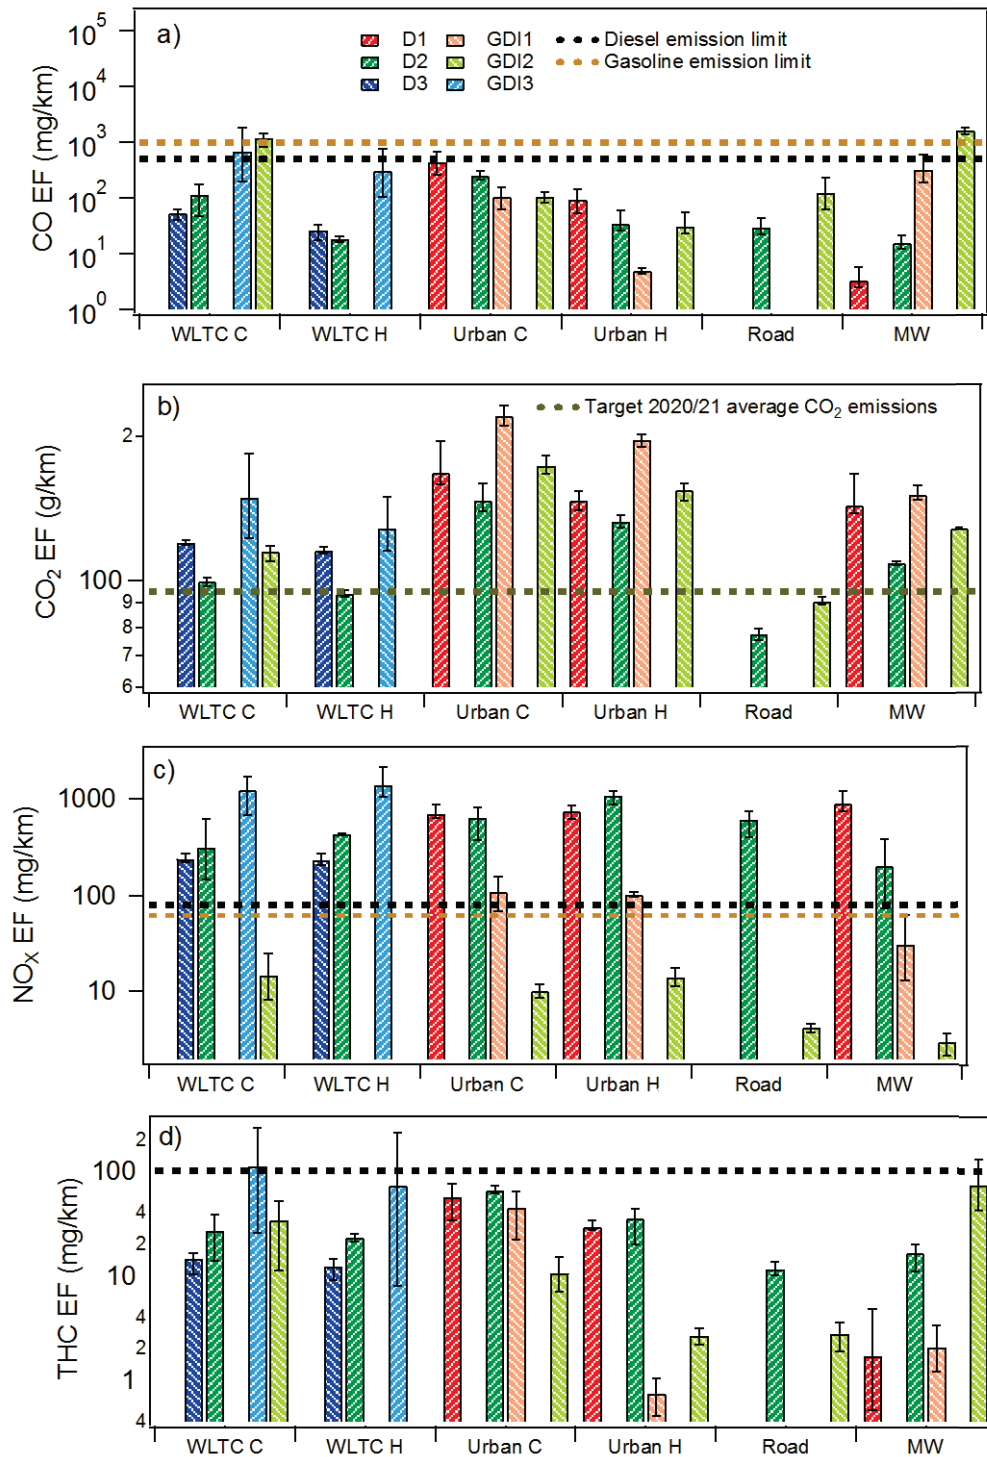 a)
D1 GDI1 Diesel emission limit
D2 GDI2 Gasoline emission limit
D3 GDI3
CO EF (mg/km)
10^5
10^4
10^3
10^2
10^1
10^0
WLTC C WLTC H Urban C Urban H Road MW
b)
Target 2020/21 average CO₂ emissions
CO₂ EF (g/km)
2
100
9
8
7
6
WLTC C WLTC H Urban C Urban H Road MW
c)
NOₓ EF (mg/km)
1000
100
10
WLTC C WLTC H Urban C Urban H Road MW
d)
THC EF (mg/km)
2
100
4
2
10
4
2
1
4
WLTC C WLTC H Urban C Urban H Road MW